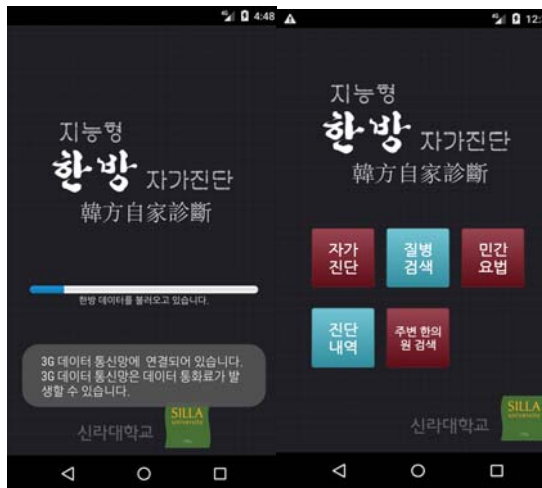 4G 4:48
지능형
한방 자가진단
韓方自家診斷
한방 데이터를 불러오고 있습니다.
3G 데이터 통신망에 연결되어 있습니다.
3G 데이터 통신망은 데이터 통화료가 발
생할 수 있습니다.
신라대학교
SILLA
university
4G 12:
지능형
한방 자가진단
韓方自家診斷
자가
진단
질병
검색
민간
요법
진단
내역
주변 한의
원 검색
신라대학교
SILLA
university